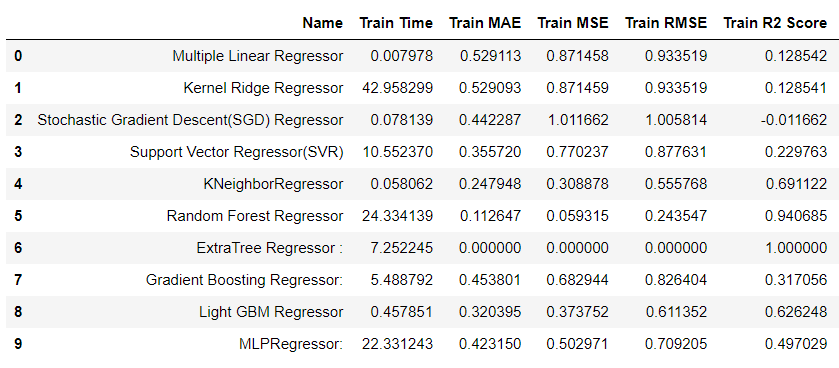 Name Train Time Train MAE Train MSE Train RMSE Train R2 Score
0 Multiple Linear Regressor 0.007978 0.529113 0.871458 0.933519 0.128542
1 Kernel Ridge Regressor 42.958299 0.529093 0.871459 0.933519 0.128541
2 Stochastic Gradient Descent(SGD) Regressor 0.078139 0.442287 1.011662 1.005814 -0.011662
3 Support Vector Regressor(SVR) 10.552370 0.355720 0.770237 0.877631 0.229763
4 KNeighborRegressor 0.058062 0.247948 0.308878 0.555768 0.691122
5 Random Forest Regressor 24.334139 0.112647 0.059315 0.243547 0.940685
6 ExtraTree Regressor : 7.252245 0.000000 0.000000 0.000000 1.000000
7 Gradient Boosting Regressor: 5.488792 0.453801 0.682944 0.826404 0.317056
8 Light GBM Regressor 0.457851 0.320395 0.373752 0.611352 0.626248
9 MLPRegressor: 22.331243 0.423150 0.502971 0.709205 0.497029